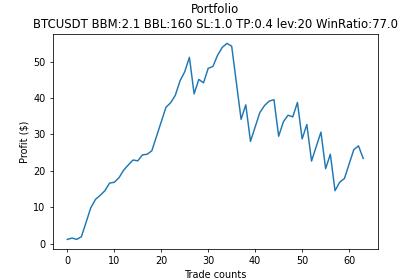 Portfolio
BTCUSDT BBM:2.1 BBL:160 SL:1.0 TP:0.4 lev:20 WinRatio:77.0
Profit ($)
50
40
30
20
10
0
0 10 20 30 40 50 60
Trade counts